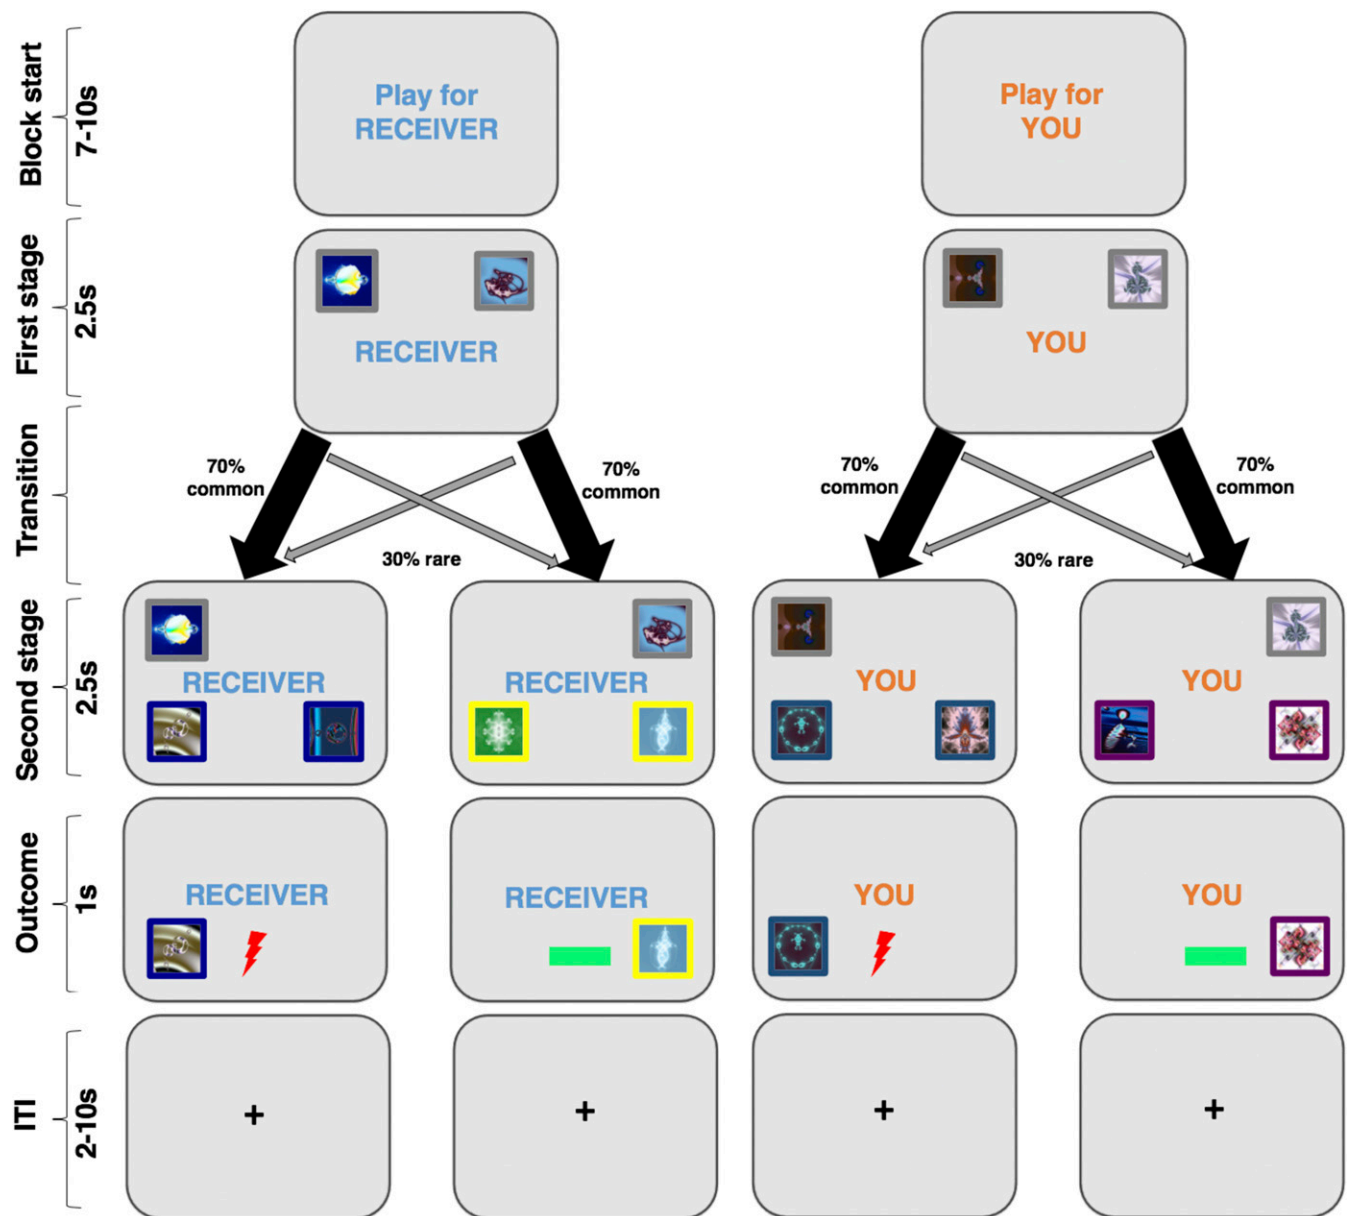 Block start
7-10s
Play for
RECEIVER
Play for
YOU
First stage
2.5s
RECEIVER
YOU
Transition
70%
common
70%
common
30% rare
70%
common
70%
common
30% rare
Second stage
2.5s
RECEIVER
RECEIVER
YOU
YOU
Outcome
1s
RECEIVER
RECEIVER
YOU
YOU
ITI
2-10s
+
+
+
+